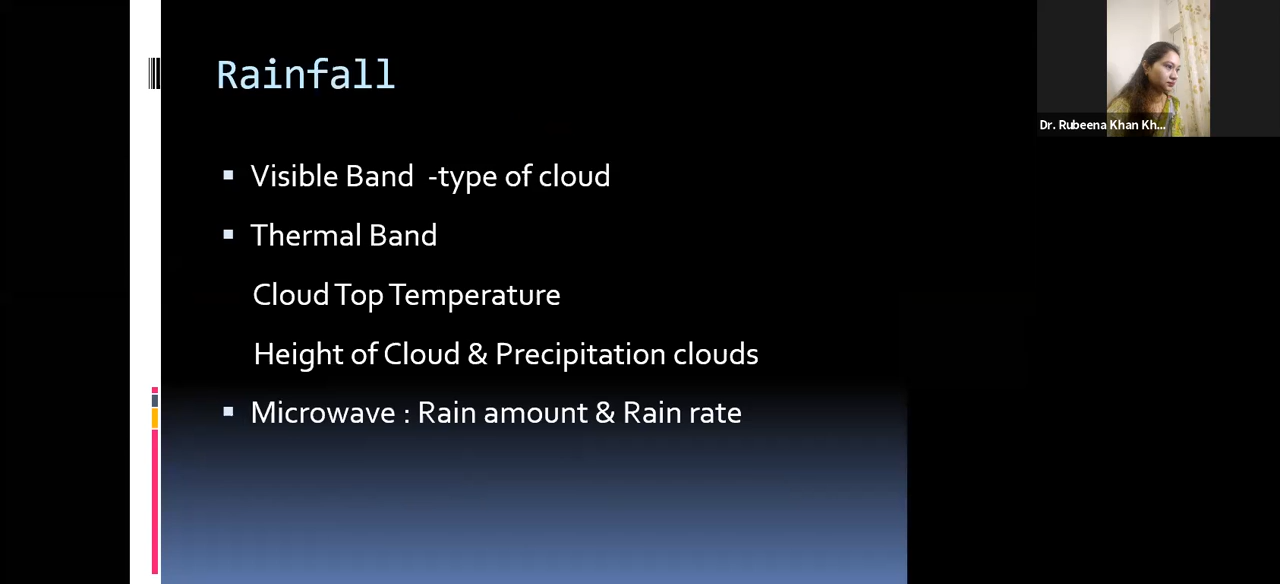 Rainfall
Dr. Rubeena Khan Kh...
▪ Visible Band -type of cloud
▪ Thermal Band
Cloud Top Temperature
Height of Cloud & Precipitation clouds
▪ Microwave : Rain amount & Rain rate